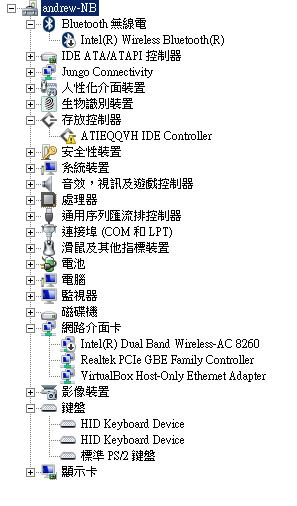 andrew-NB
Bluetooth 無線電
Intel(R) Wireless Bluetooth(R)
IDE ATA/ATAPI 控制器
Jungo Connectivity
人性化介面裝置
生物識別裝置
存放控制器
ATIEQQVH IDE Controller
安全性裝置
系統裝置
音效，視訊及遊戲控制器
處理器
通用序列匯流排控制器
連接埠 (COM 和 LPT)
滑鼠及其他指標裝置
電池
電腦
監視器
磁碟機
網路介面卡
Intel(R) Dual Band Wireless-AC 8260
Realtek PCIe GBE Family Controller
VirtualBox Host-Only Ethernet Adapter
影像裝置
鍵盤
HID Keyboard Device
HID Keyboard Device
標準 PS/2 鍵盤
顯示卡